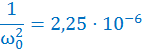 1/ω₀² = 2,25 · 10⁻⁶